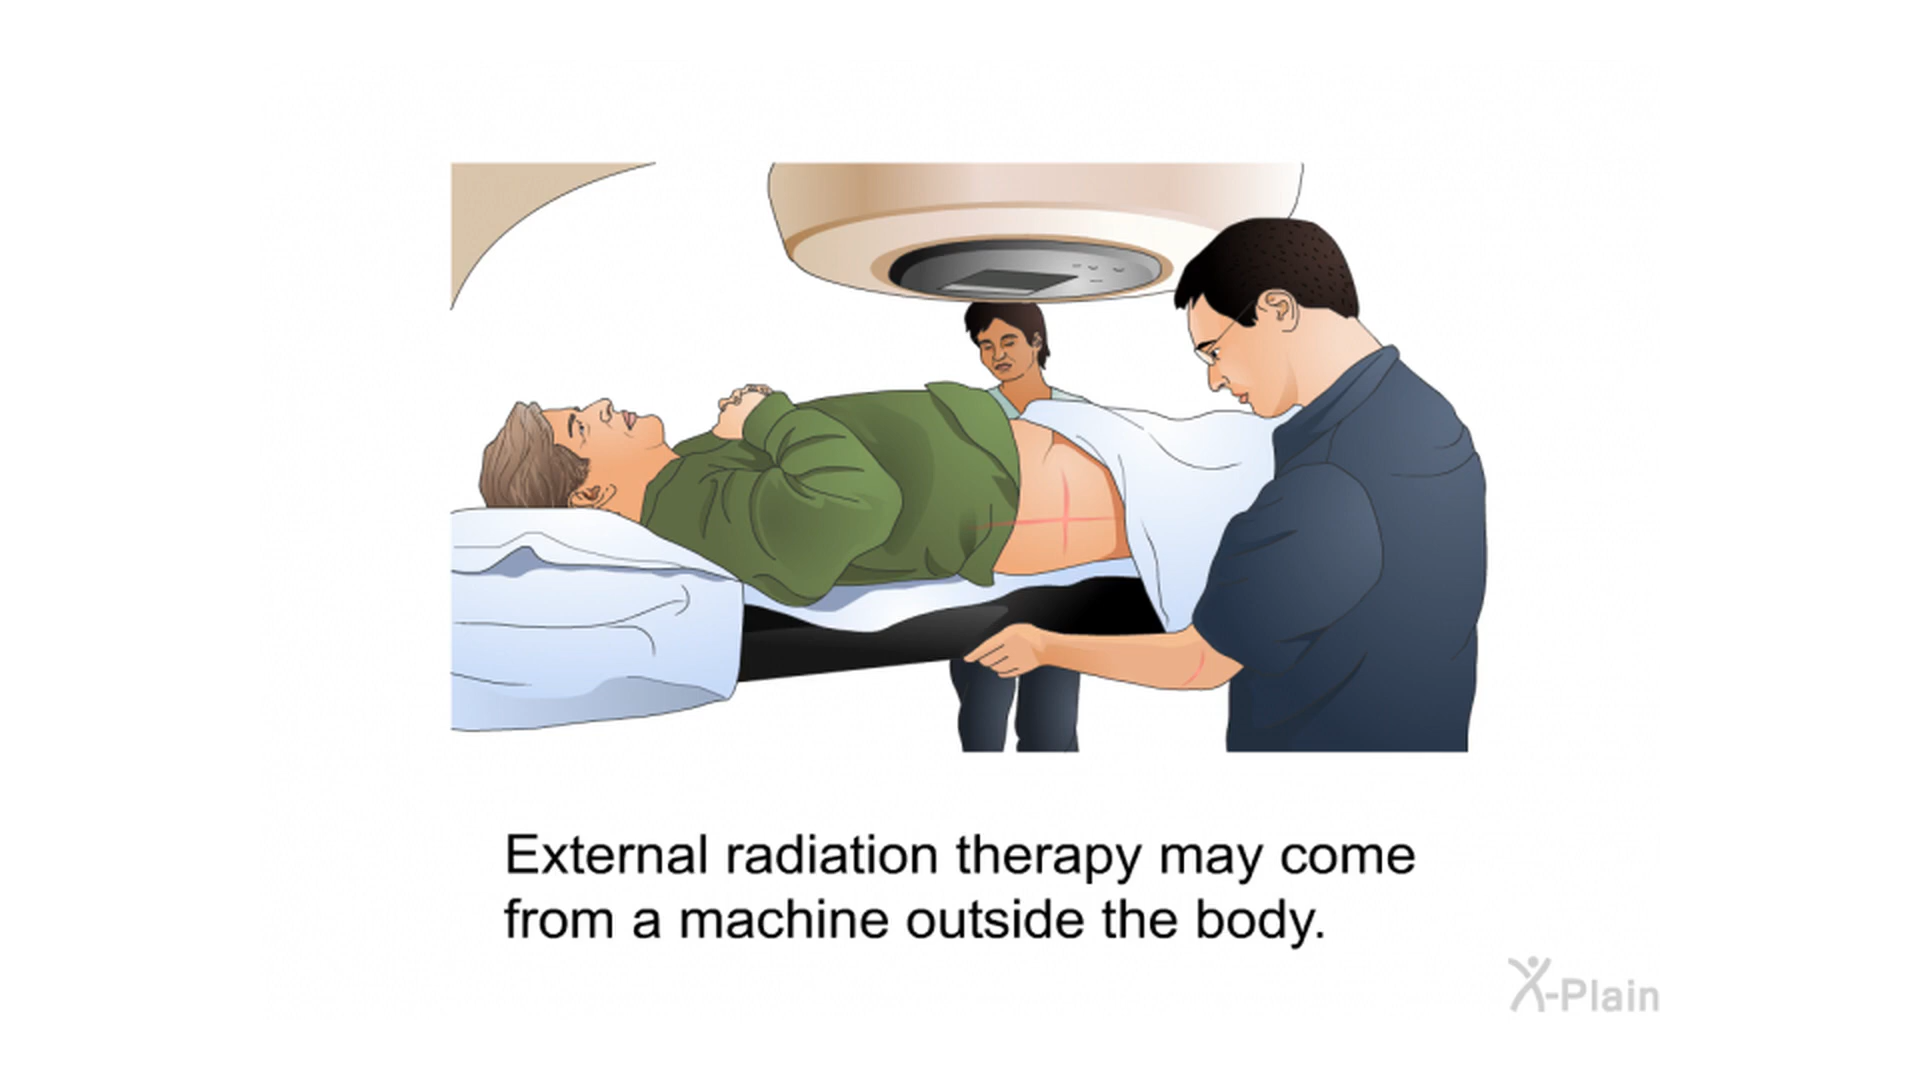 External radiation therapy may come
from a machine outside the body.
X-Plain